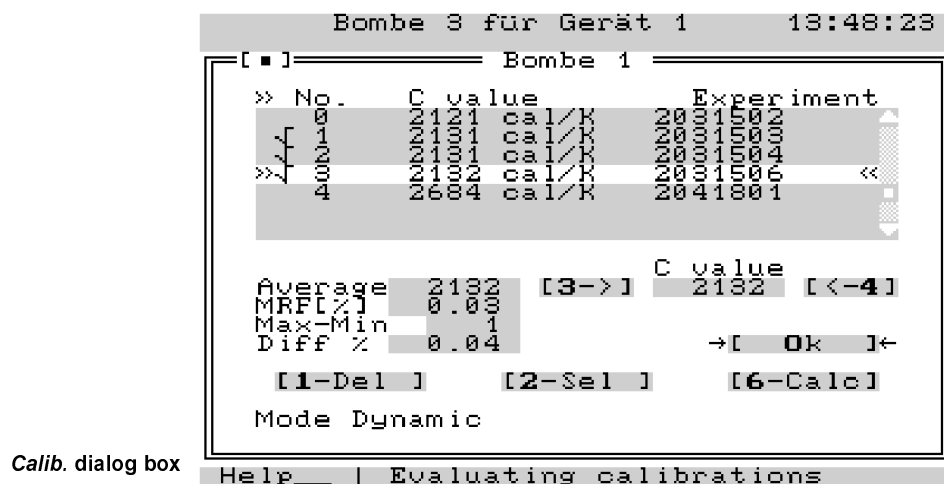 Bombe 3 für Gerät 1 13:48:23
[■] Bombe 1
>> No. C value Experiment
0 2121 cal/K 2031502
√ 1 2131 cal/K 2031503
√ 2 2131 cal/K 2031504
>>√ 3 2132 cal/K 2031506 <<
4 2684 cal/K 2041801
C value
Average 2132 [3->] 2132 [<-4]
MRF[%] 0.03
Max-Min 1
Diff % 0.04 →[ Ok ]←
[1-Del ] [2-Sel ] [6-Calc]
Mode Dynamic
Calib. dialog box
Help__ | Evaluating calibrations